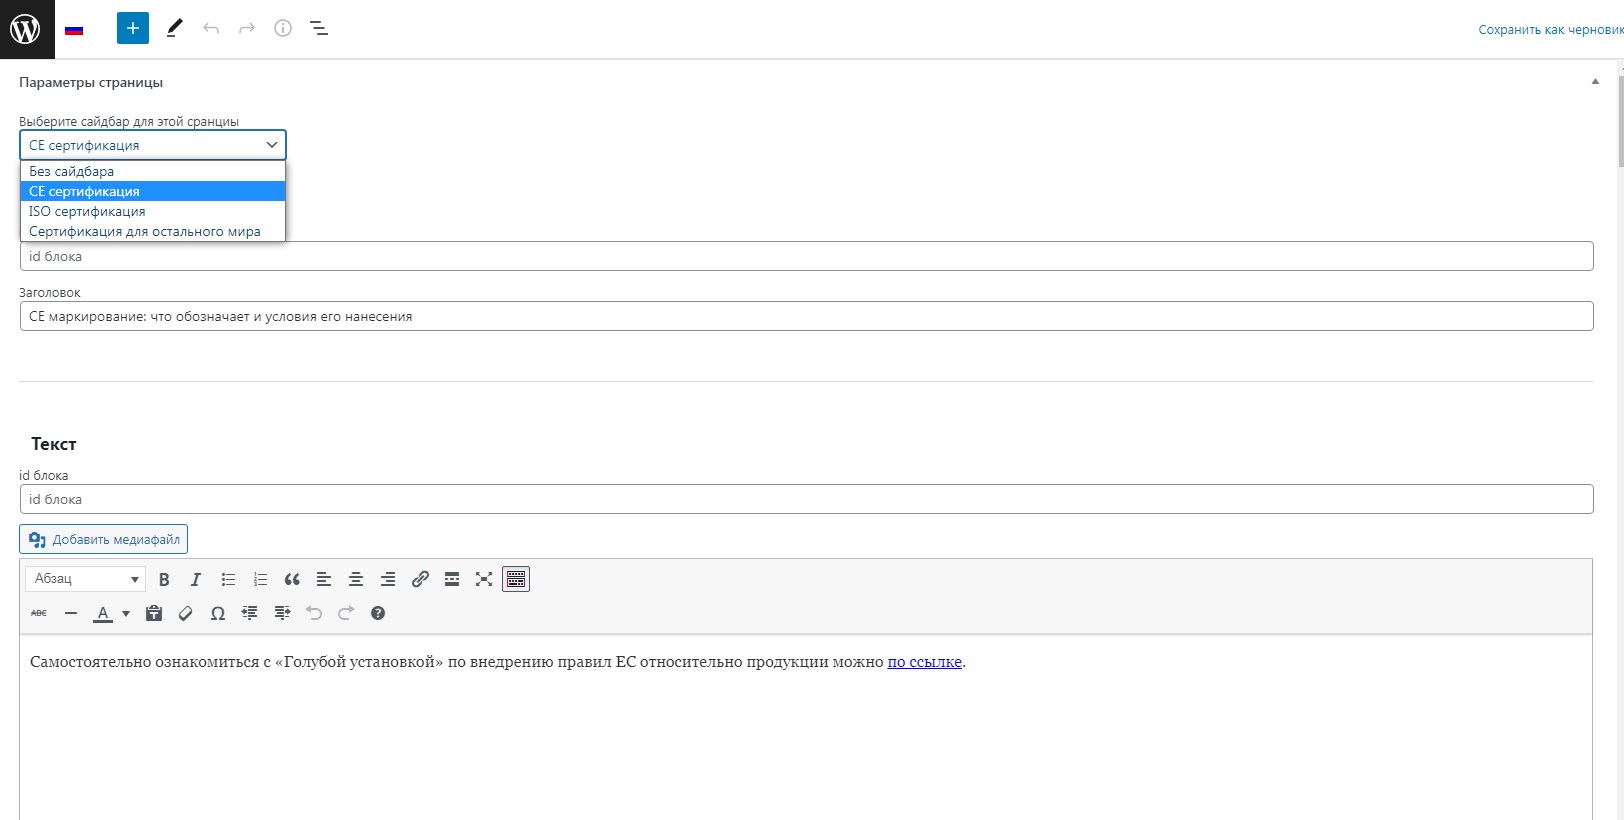 Сохранить как черновик
Параметры страницы
Выберите сайдбар для этой сранциы
CE сертификация
Без сайдбара
CE сертификация
ISO сертификация
Сертификация для остального мира
id блока
Заголовок
CE маркирование: что обозначает и условия его нанесения
Текст
id блока
id блока
Добавить медиафайл
Абзац
B I
ABC A Ω
Самостоятельно ознакомиться с «Голубой установкой» по внедрению правил ЕС относительно продукции можно по ссылке.